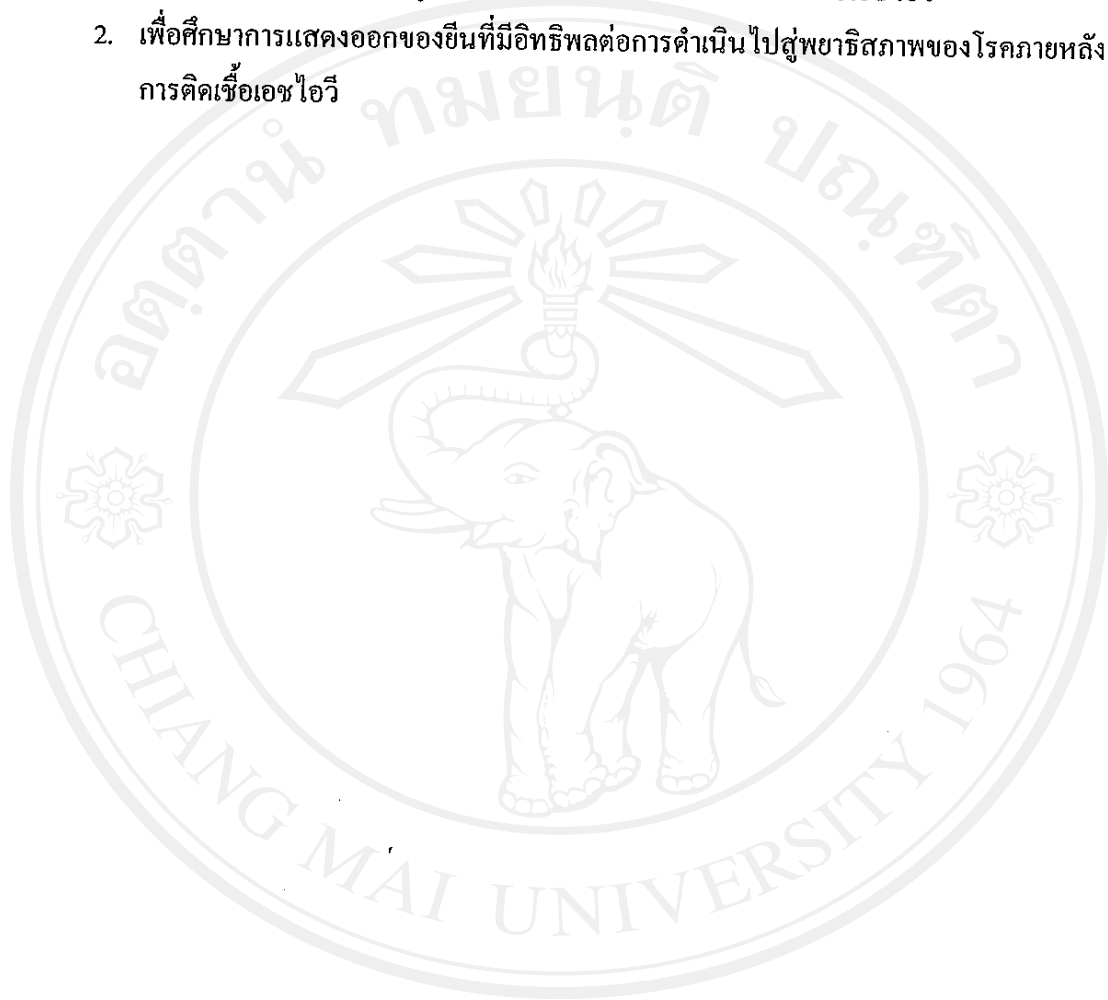 2. เพื่อศึกษาการแสดงออกของยีนที่มีอิทธิพลต่อการดำเนินไปสู่พยาธิสภาพของโรคภายหลัง
การติดเชื้อเอชไอวี
อตฺตานํ ทมยนฺติ ปณฺฑิตา
CHIANG MAI UNIVERSITY 1964